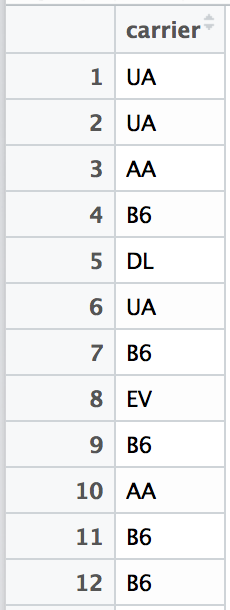 carrier
1 UA
2 UA
3 AA
4 B6
5 DL
6 UA
7 B6
8 EV
9 B6
10 AA
11 B6
12 B6